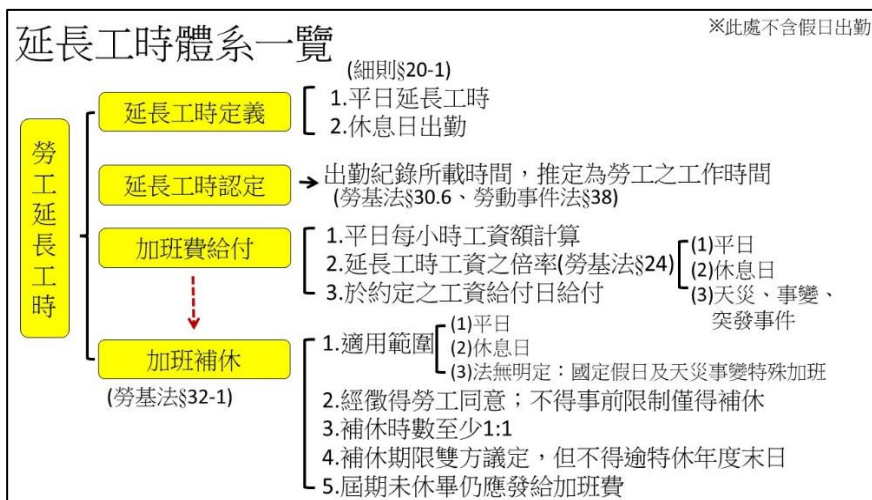 延長工時體系一覽
※此處不含假日出勤
勞工延長工時
延長工時定義
(細則§20-1)
1.平日延長工時
2.休息日出勤
延長工時認定
出勤紀錄所載時間，推定為勞工之工作時間
(勞基法§30.6、勞動事件法§38)
加班費給付
1.平日每小時工資額計算
2.延長工時工資之倍率(勞基法§24)
(1)平日
(2)休息日
(3)天災、事變、
突發事件
3.於約定之工資給付日給付
加班補休
(勞基法§32-1)
1.適用範圍
(1)平日
(2)休息日
(3)法無明定：國定假日及天災事變特殊加班
2.經徵得勞工同意；不得事前限制僅得補休
3.補休時數至少1:1
4.補休期限雙方議定，但不得逾特休年度末日
5.屆期未休畢仍應發給加班費